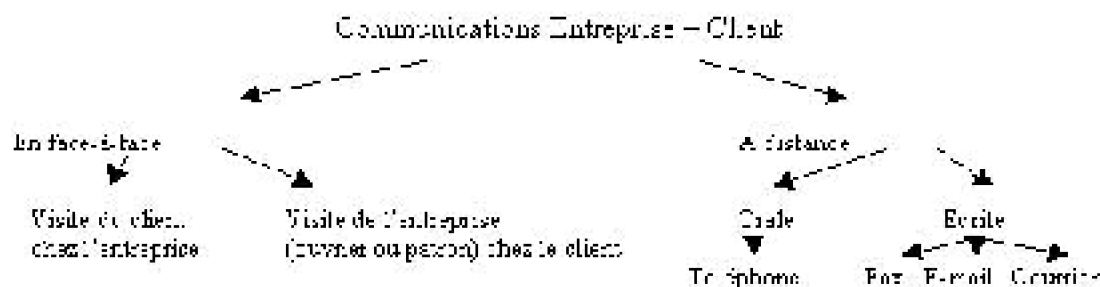 Communications Entreprise – Client
En face-à-face
A distance
Visite du client
chez l'entreprise
Visite de l'entreprise
(ouvrier ou patron) chez le client
Orale
Ecrite
Téléphone
Fax
E-mail
Courrier